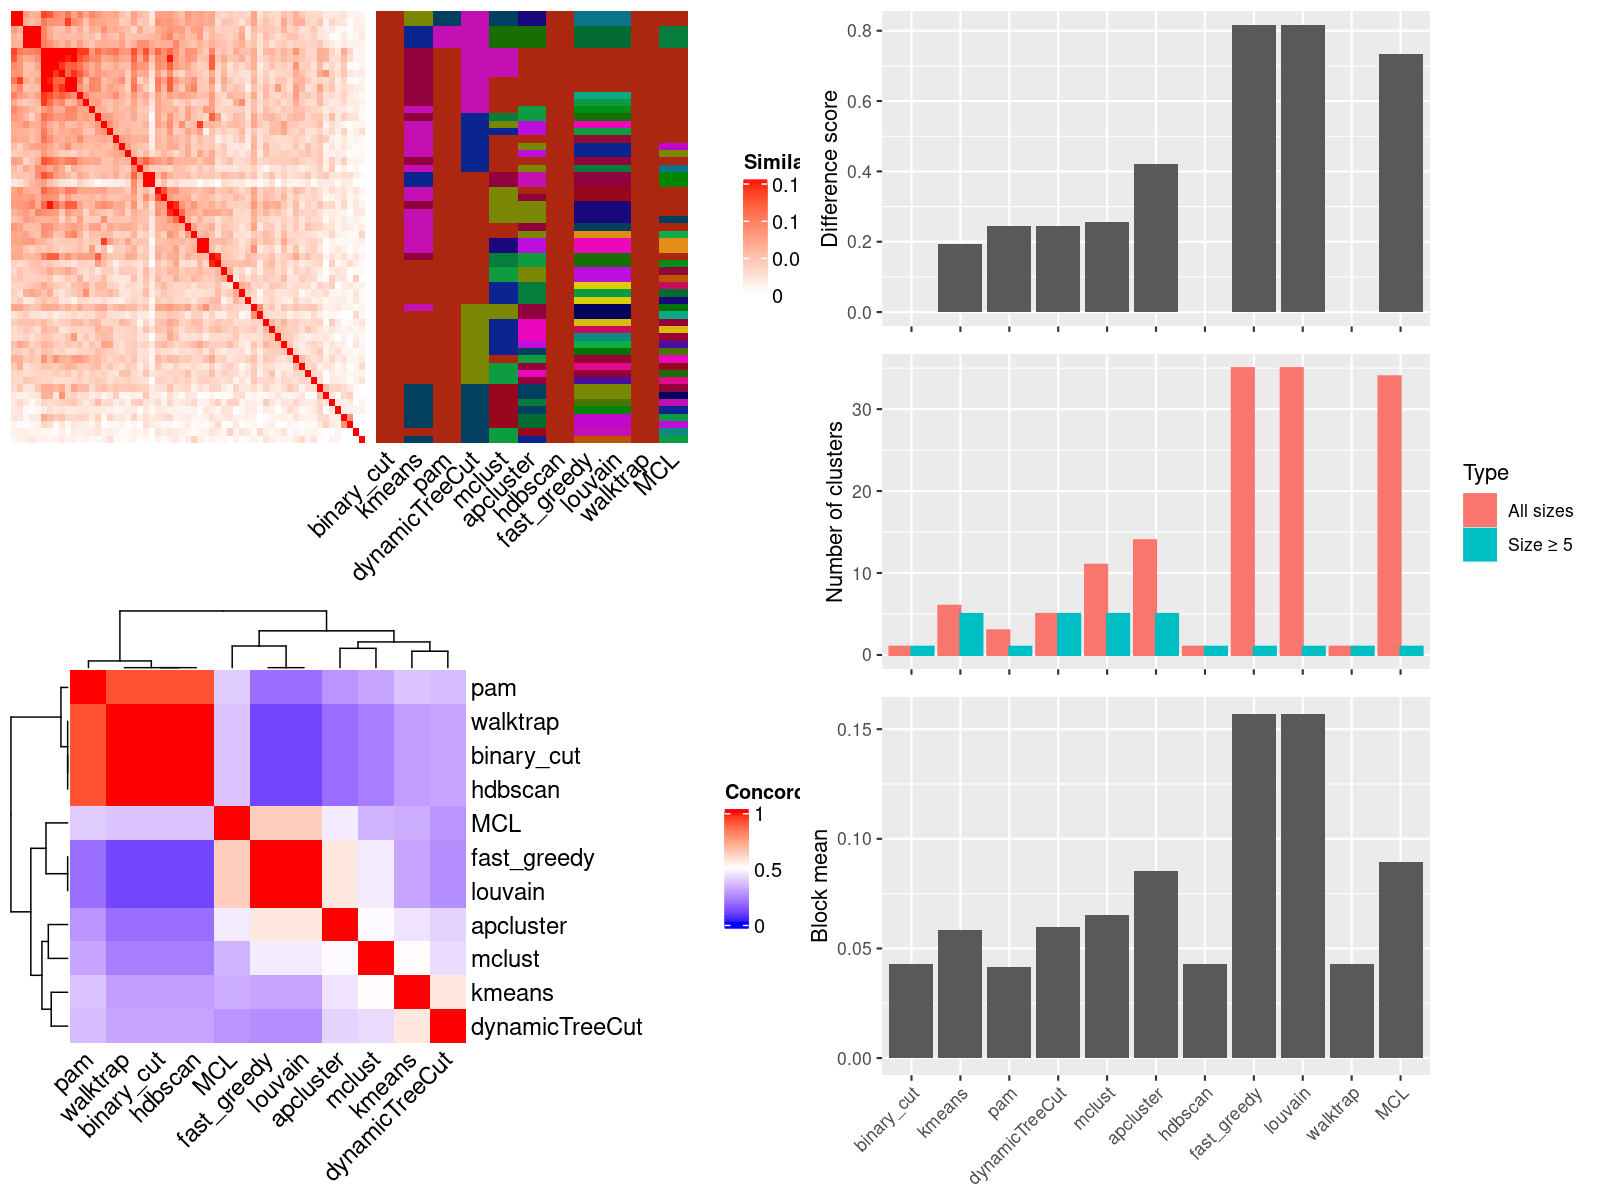 Simila
0.1
0.1
0.0
0
binary_cut
kmeans
pam
dynamicTreeCut
mclust
apcluster
hdbscan
fast_greedy
louvain
walktrap
MCL
pam
walktrap
binary_cut
hdbscan
MCL
fast_greedy
louvain
apcluster
mclust
kmeans
dynamicTreeCut
Concord
1
0.5
0
pam
walktrap
binary_cut
hdbscan
MCL
fast_greedy
louvain
apcluster
mclust
kmeans
dynamicTreeCut
Difference score
0.8
0.6
0.4
0.2
0.0
Number of clusters
30
20
10
0
Type
All sizes
Size ≥ 5
Block mean
0.15
0.10
0.05
0.00
binary_cut
kmeans
pam
dynamicTreeCut
mclust
apcluster
hdbscan
fast_greedy
louvain
walktrap
MCL